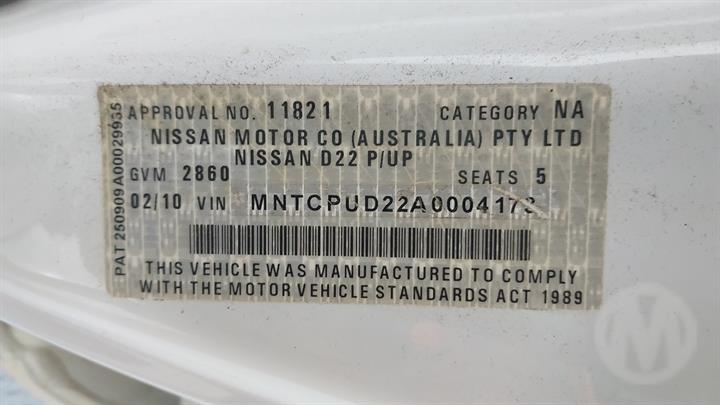 APPROVAL NO. 11821 CATEGORY NA
NISSAN MOTOR CO (AUSTRALIA) PTY LTD
NISSAN D22 P/UP
GVM 2860 SEATS 5
02/10 VIN MNTCPUD22A0004173
THIS VEHICLE WAS MANUFACTURED TO COMPLY
WITH THE MOTOR VEHICLE STANDARDS ACT 1989
PAT 250909A00029935
M